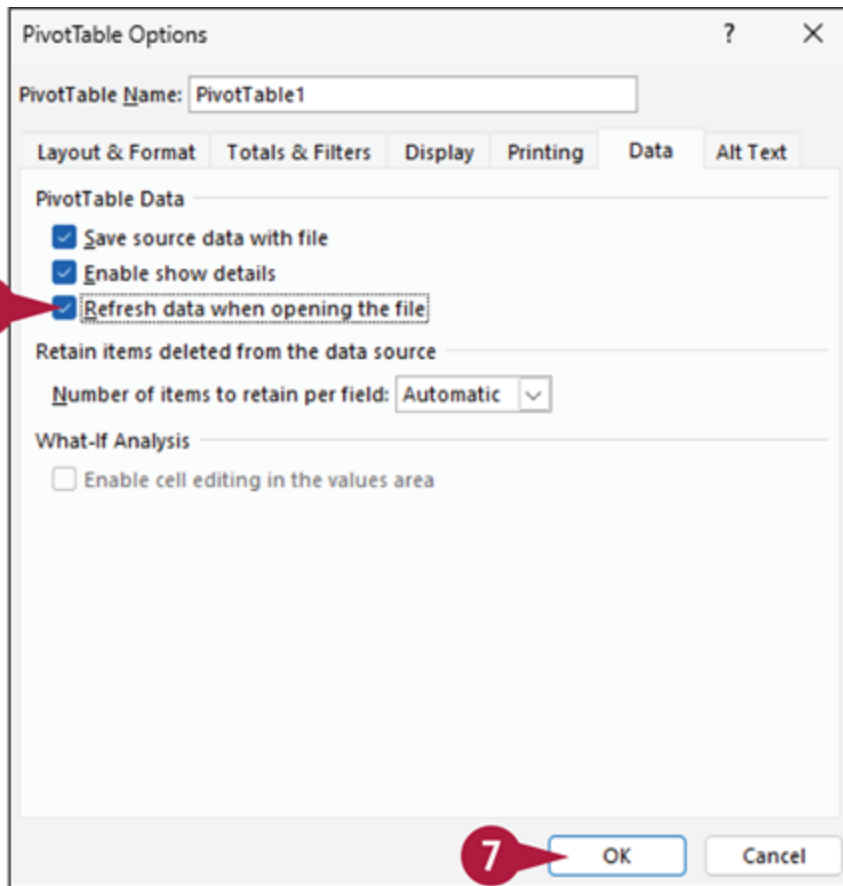 PivotTable Options ? X
PivotTable Name: PivotTable1
Layout & Format Totals & Filters Display Printing Data Alt Text
PivotTable Data
Save source data with file
Enable show details
Refresh data when opening the file
Retain items deleted from the data source
Number of items to retain per field: Automatic
What-If Analysis
Enable cell editing in the values area
7 OK Cancel